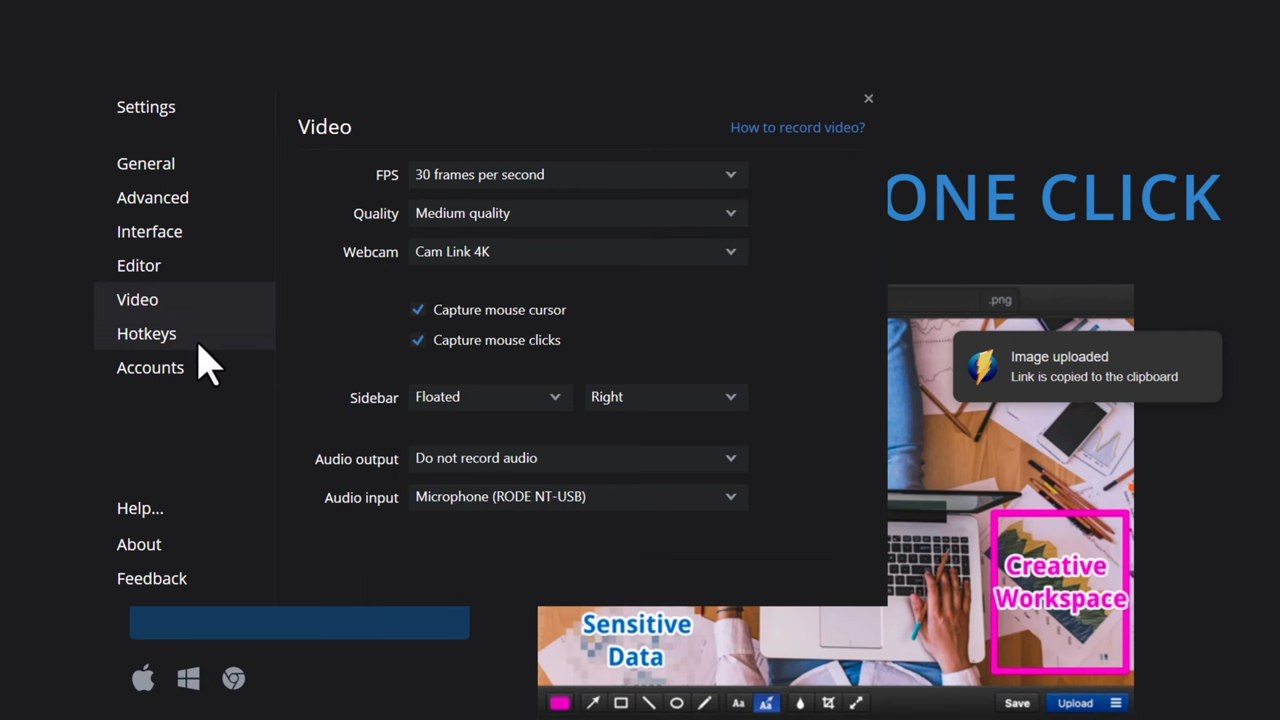 Settings
General
Advanced
Interface
Editor
Video
Hotkeys
Accounts
Help...
About
Feedback
Video
How to record video?
FPS 30 frames per second
Quality Medium quality
Webcam Cam Link 4K
Capture mouse cursor
Capture mouse clicks
Sidebar Floated Right
Audio output Do not record audio
Audio input Microphone (RODE NT-USB)
ONE CLICK
.png
Image uploaded
Link is copied to the clipboard
Creative
Workspace
Sensitive
Data
Aa Aa Save Upload